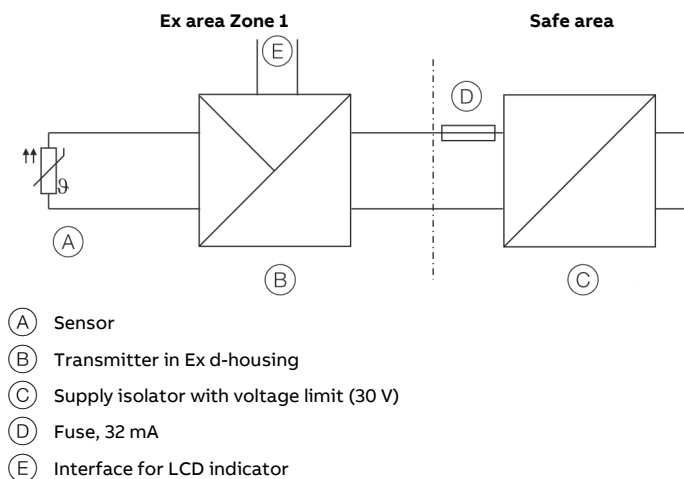 Ex area Zone 1 Safe area
E
D
ϑ
A
B
C
A Sensor
B Transmitter in Ex d-housing
C Supply isolator with voltage limit (30 V)
D Fuse, 32 mA
E Interface for LCD indicator